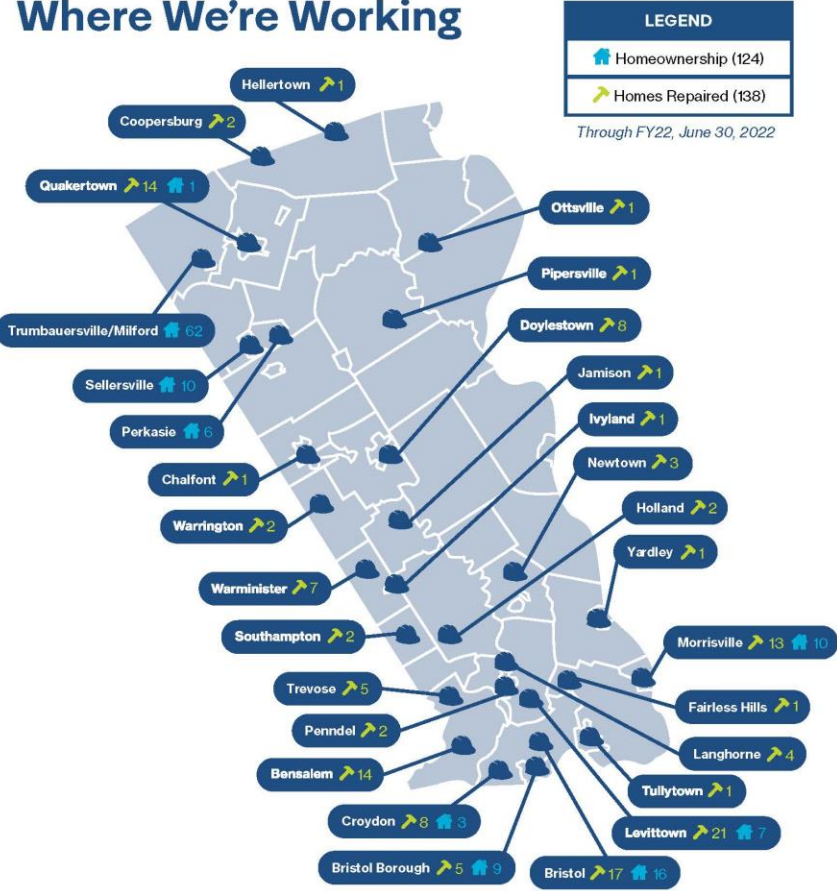 Where We're Working
LEGEND
Homeownership (124)
Homes Repaired (138)
Through FY22, June 30, 2022
Hellertown 1
Coopersburg 2
Quakertown 14 1
Ottsville 1
Pipersville 1
Trumbauersville/Milford 62
Doylestown 8
Sellersville 10
Jamison 1
Perkasie 6
Ivyland 1
Chalfont 1
Newtown 3
Warrington 2
Holland 2
Yardley 1
Warminister 7
Southampton 2
Morrisville 13 10
Trevose 5
Fairless Hills 1
Penndel 2
Langhorne 4
Bensalem 14
Tullytown 1
Croydon 8 3
Levittown 21 7
Bristol Borough 5 9
Bristol 17 16